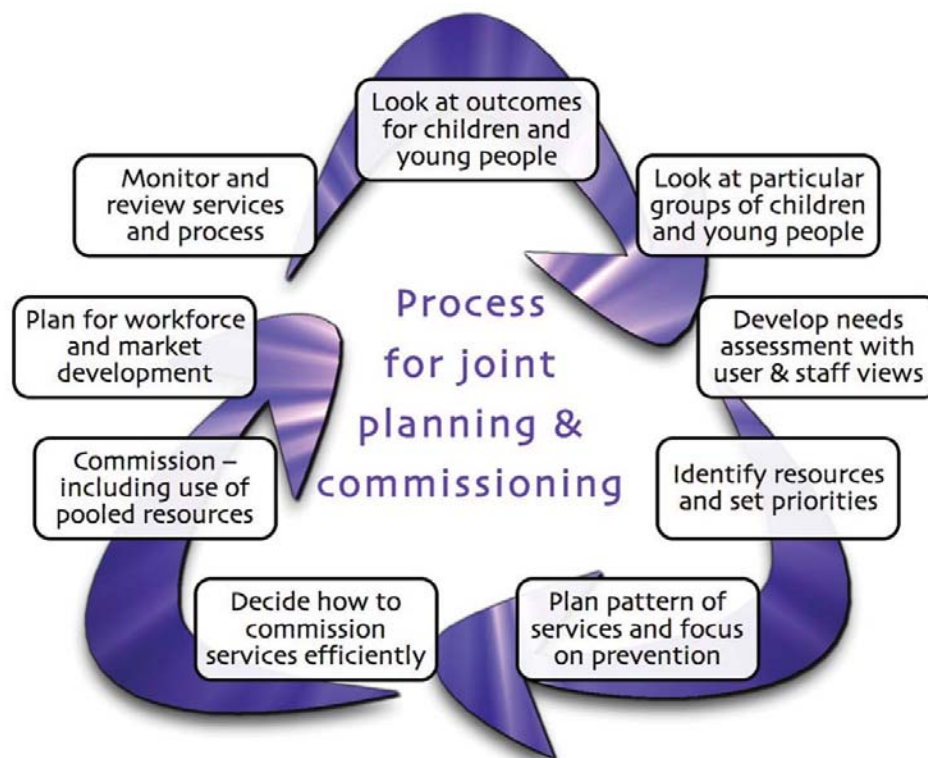 Look at outcomes
for children and
young people
Look at particular
groups of children
and young people
Develop needs
assessment with
user & staff views
Identify resources
and set priorities
Plan pattern of
services and focus
on prevention
Decide how to
commission
services efficiently
Commission –
including use of
pooled resources
Plan for workforce
and market
development
Monitor and
review services
and process
Process
for joint
planning &
commissioning